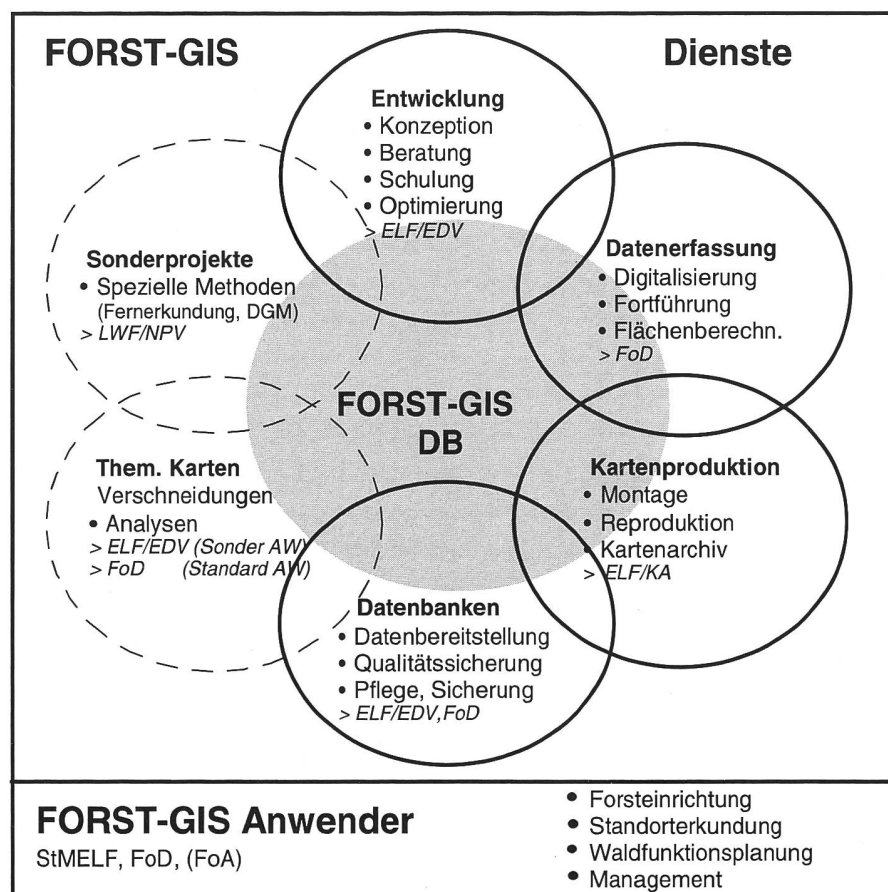 FORST-GIS
Dienste
Entwicklung
• Konzeption
• Beratung
• Schulung
• Optimierung
> ELF/EDV
Sonderprojekte
• Spezielle Methoden
(Fernerkundung, DGM)
> LWF/NPV
Datenerfassung
• Digitalisierung
• Fortführung
• Flächenberechn.
> FoD
FORST-GIS
DB
Them. Karten
Verschneidungen
• Analysen
> ELF/EDV (Sonder AW)
> FoD (Standard AW)
Kartenproduktion
• Montage
• Reproduktion
• Kartenarchiv
> ELF/KA
Datenbanken
• Datenbereitstellung
• Qualitätssicherung
• Pflege, Sicherung
> ELF/EDV,FoD
FORST-GIS Anwender
StMELF, FoD, (FoA)
• Forsteinrichtung
• Standorterkundung
• Waldfunktionsplanung
• Management